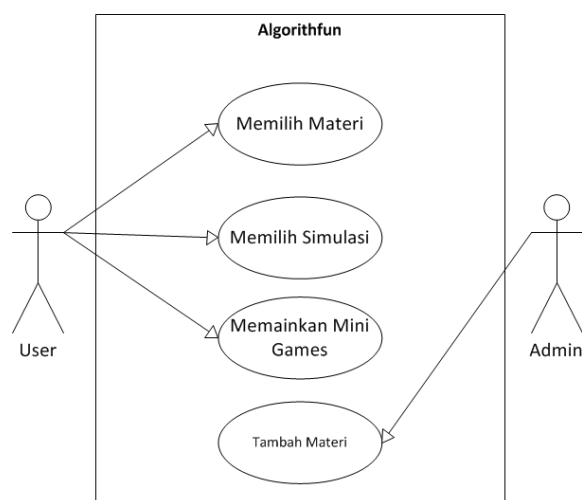 Algorithfun
Memilih Materi
Memilih Simulasi
Memainkan Mini
Games
User
Admin
Tambah Materi